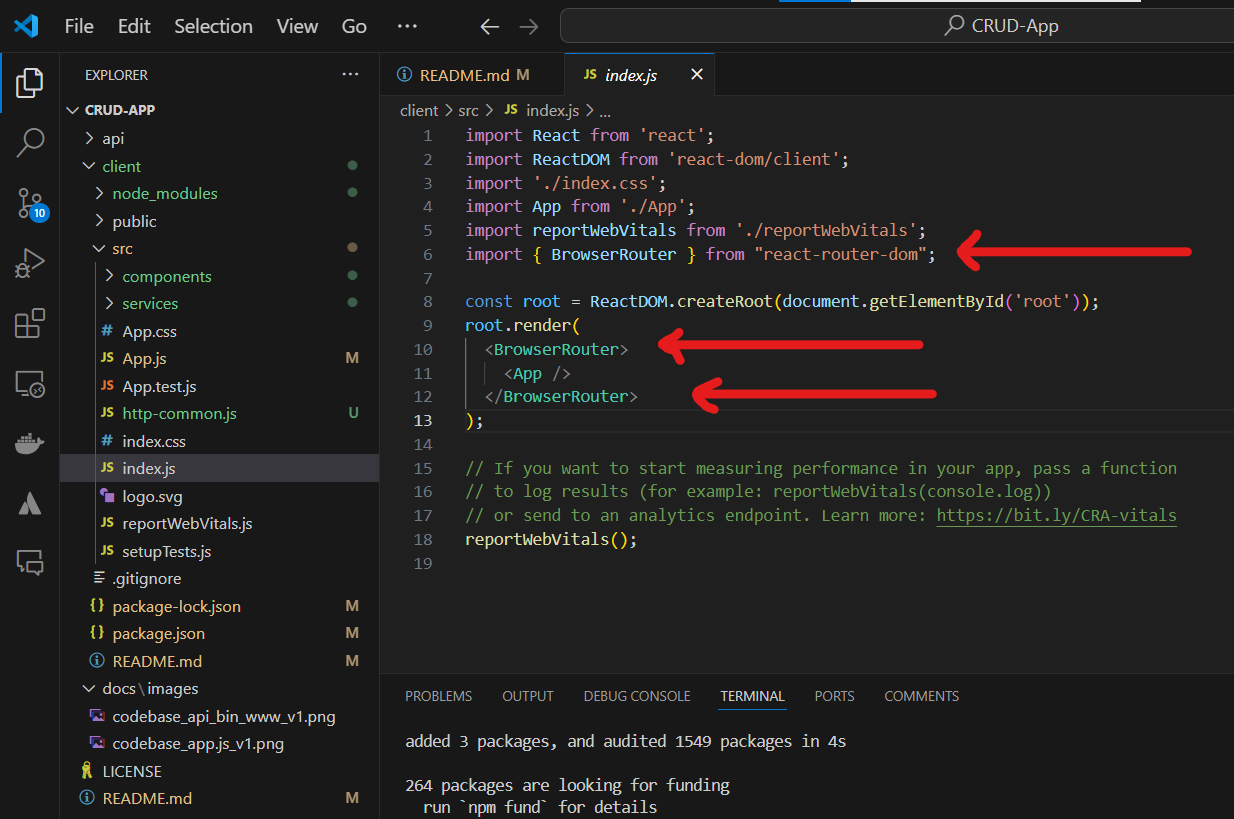 File Edit Selection View Go ··· ← → CRUD-App
EXPLORER ···
CRUD-APP
api
client
node_modules
public
src
components
services
# App.css
JS App.js M
JS App.test.js
JS http-common.js U
# index.css
JS index.js
logo.svg
JS reportWebVitals.js
JS setupTests.js
.gitignore
{} package-lock.json M
{} package.json M
README.md M
docs\images
codebase_api_bin_www_v1.png
codebase_app.js_v1.png
LICENSE
README.md M
10
README.md M JS index.js ×
client > src > JS index.js > ...
1 import React from 'react';
2 import ReactDOM from 'react-dom/client';
3 import './index.css';
4 import App from './App';
5 import reportWebVitals from './reportWebVitals';
6 import { BrowserRouter } from "react-router-dom";
7
8 const root = ReactDOM.createRoot(document.getElementById('root'));
9 root.render(
10 <BrowserRouter>
11 <App />
12 </BrowserRouter>
13 );
14
15 // If you want to start measuring performance in your app, pass a function
16 // to log results (for example: reportWebVitals(console.log))
17 // or send to an analytics endpoint. Learn more: https://bit.ly/CRA-vitals
18 reportWebVitals();
19
PROBLEMS OUTPUT DEBUG CONSOLE TERMINAL PORTS COMMENTS
added 3 packages, and audited 1549 packages in 4s
264 packages are looking for funding
run `npm fund` for details